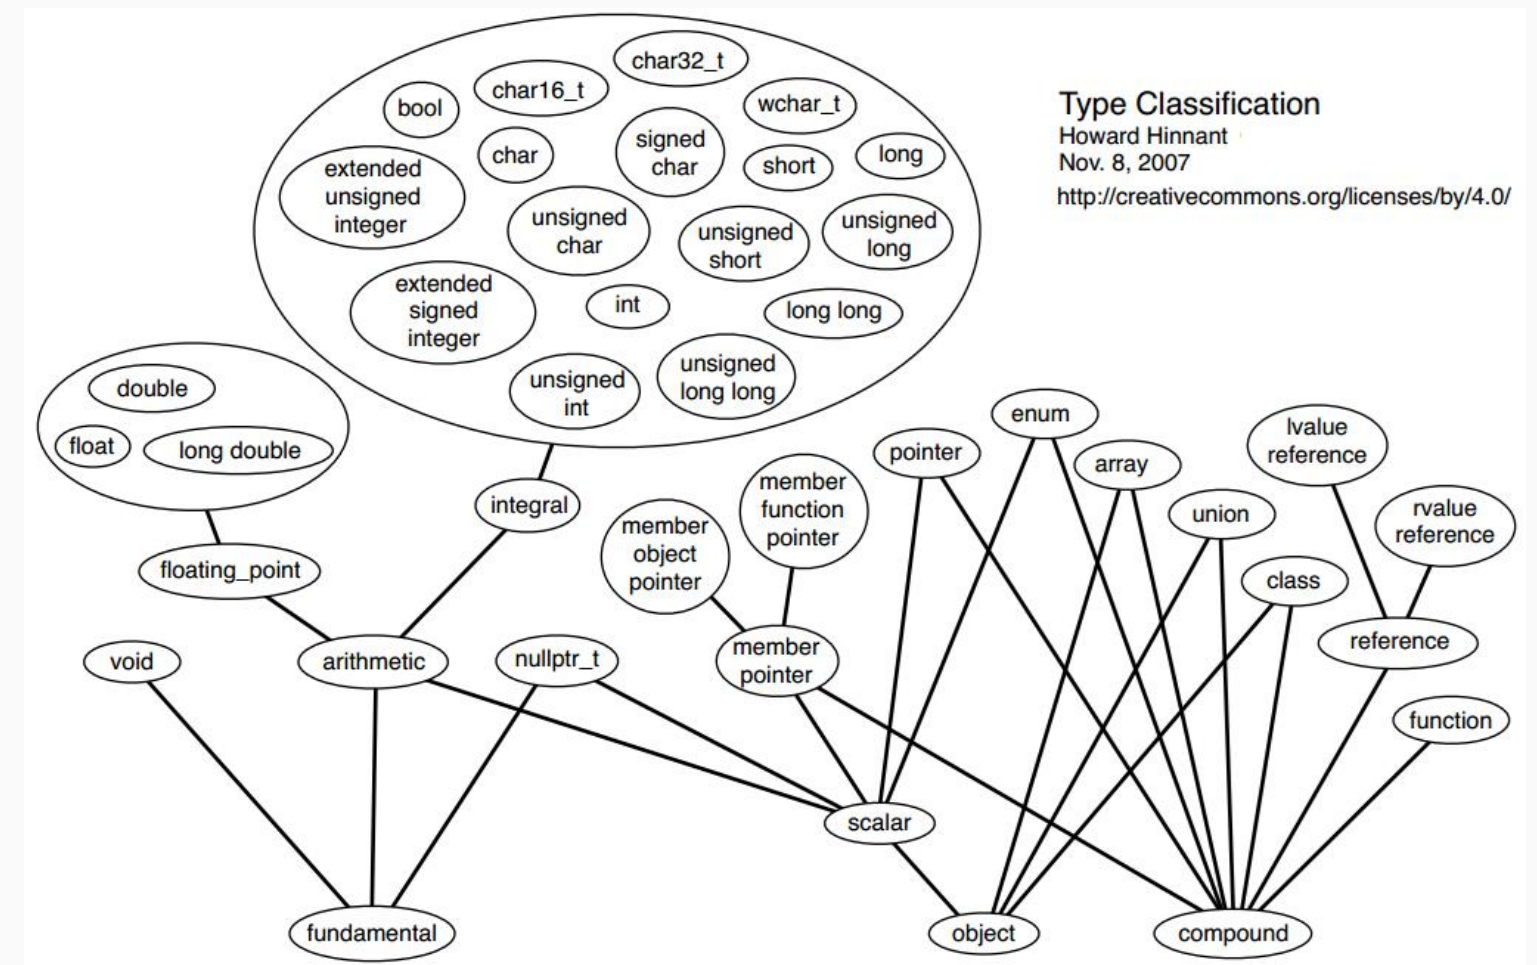 Type Classification
Howard Hinnant
Nov. 8, 2007
http://creativecommons.org/licenses/by/4.0/
char32_t
char16_t
bool
wchar_t
char
signed
char
short
long
extended
unsigned
integer
unsigned
char
unsigned
short
unsigned
long
extended
signed
integer
int
long long
unsigned
int
unsigned
long long
double
float
long double
integral
floating_point
member
object
pointer
member
function
pointer
pointer
enum
array
union
class
lvalue
reference
rvalue
reference
void
arithmetic
nullptr_t
member
pointer
reference
function
scalar
fundamental
object
compound